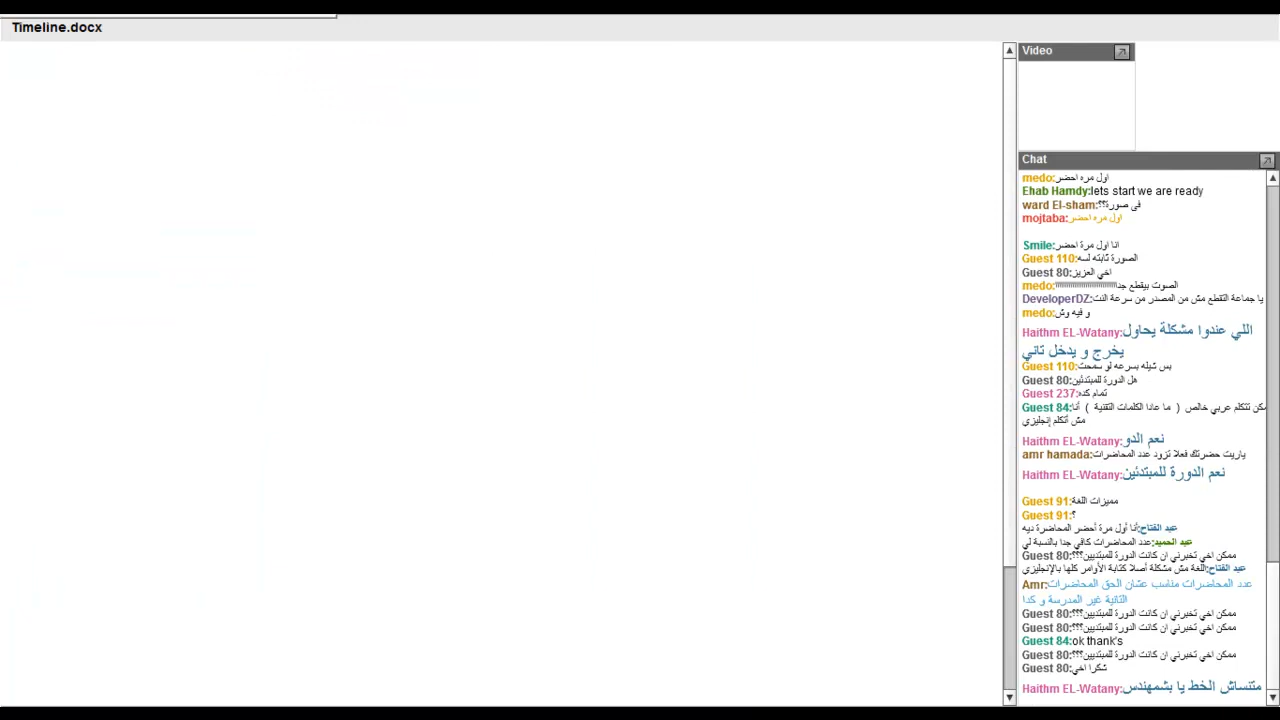 Timeline.docx
Video
Chat
medo:اول مره احضر
Ehab Hamdy:lets start we are ready
ward El-sham:فى صورة؟؟
mojtaba:اول مره احضر
Smile:انا اول مرة احضر
Guest 110:الصورة ثابته لسه
Guest 80:اخي العزيز
medo:الصوت بيقطع جدا
DeveloperDZ:يا جماعة التقطع مش من المصدر من سرعة النت
medo:و فيه وش
Haithm EL-Watany:اللي عندوا مشكلة يحاول
يخرج و يدخل تاني
Guest 110:بس شيله بسرعه لو سمحت
Guest 80:هل الدورة للمبتدئين
Guest 237:تمام كده
Guest 84:مكن تتكلم عربي خالص ( ما عانا الكلمات التقنية ) أنا
مش أتكلم إنجليزي
Haithm EL-Watany:نعم الدو
amr hamada:ياريت حضرتك فعلا تزود عدد المحاضرات
Haithm EL-Watany:نعم الدورة للمبتدئين
Guest 91:مميزات اللغة
Guest 91:؟
عبد الفتاح:أنا أول مرة أحضر المحاضرة ديه
عبد الحميد:عدد المحاضرات كافي جدا بالنسبة لي
Guest 80:ممكن اخي تخبرني ان كانت الدورة للمبتديين؟؟؟
عبد الفتاح:اللغة مش مشكلة أصلا كتابة الأوامر كلها بالإنجليزي
Amr:عدد المحاضرات مناسب عشان الحق المحاضرات
التانية غير المدرسة و كدا
Guest 80:ممكن اخي تخبرني ان كانت الدورة للمبتديين؟؟؟
Guest 80:ممكن اخي تخبرني ان كانت الدورة للمبتديين؟؟؟
Guest 84:ok thank's
Guest 80:ممكن اخي تخبرني ان كانت الدورة للمبتديين؟؟؟
Guest 80:شكرا اخي
Haithm EL-Watany:متنساش الخط يا بشمهندس